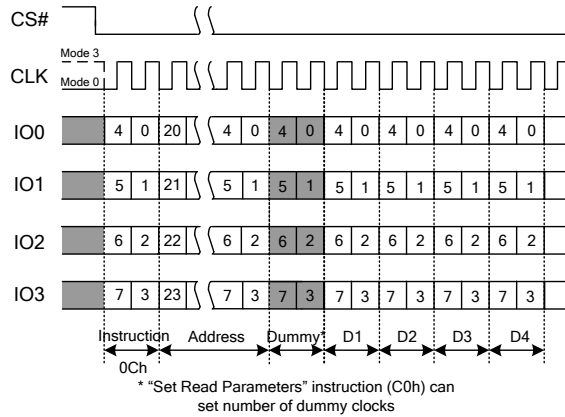 CS#
Mode 3
CLK
Mode 0
IO0 4 0 20 4 0 4 0 4 0 4 0 4 0 4 0
IO1 5 1 21 5 1 5 1 5 1 5 1 5 1 5 1
IO2 6 2 22 6 2 6 2 6 2 6 2 6 2 6 2
IO3 7 3 23 7 3 7 3 7 3 7 3 7 3 7 3
Instruction Address Dummy* D1 D2 D3 D4
0Ch
* “Set Read Parameters” instruction (C0h) can
set number of dummy clocks